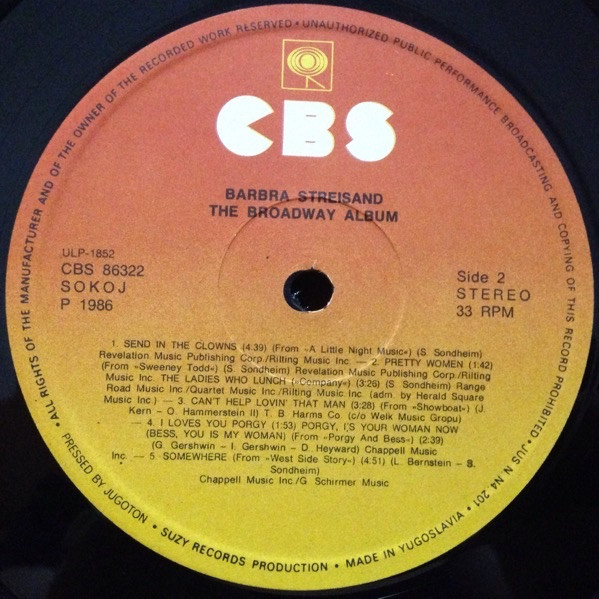 • ALL RIGHTS OF THE MANUFACTURER AND OF THE OWNER OF THE RECORDED WORK RESERVED • UNAUTHORIZED PUBLIC PERFORMANCE BROADCASTING AND COPYING OF THIS RECORD PROHIBITED • JUS N N4 201
CBS
BARBRA STREISAND
THE BROADWAY ALBUM
ULP-1852
CBS 86322
SOKOJ
P 1986
Side 2
STEREO
33 RPM
1. SEND IN THE CLOWNS (4:39) (From »A Little Night Music«) (S. Sondheim)
Revelation Music Publishing Corp./Rilting Music Inc. — 2. PRETTY WOMEN (1:42)
(From »Sweeney Todd«) (S. Sondheim) Revelation Music Publishing Corp./Rilting
Music Inc. THE LADIES WHO LUNCH (»Company«) (3:26) (S. Sondheim) Range
Road Music Inc /Quartet Music Inc./Rilting Music Inc (adm. by Herald Square
Music Inc ) — 3. CAN'T HELP LOVIN' THAT MAN (3:28) (From »Showboat«) (J.
Kern - O. Hammerstein II) T. B. Harms Co (c/o Welk Music Gropu)
— 4. I LOVES YOU PORGY (1:53) PORGY, I,S YOUR WOMAN NOW
(BESS, YOU IS MY WOMAN) (From »Porgy And Bess«) (2:39)
(G. Gershwin - I. Gershwin - D Heyward) Chappell Music
Inc — 5. SOMEWHERE (From »West Side Story«) (4:51) (L. Bernstein - S.
Sondheim)
Chappell Music Inc./G Schirmer Music
PRESSED BY JUGOTON • SUZY RECORDS PRODUCTION • MADE IN YUGOSLAVIA •